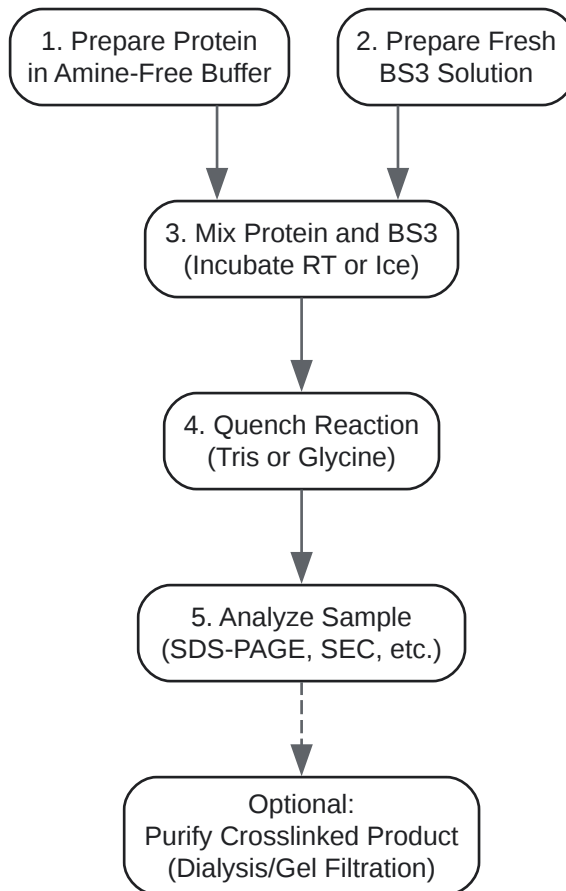 1. Prepare Protein
in Amine-Free Buffer
2. Prepare Fresh
BS3 Solution
3. Mix Protein and BS3
(Incubate RT or Ice)
4. Quench Reaction
(Tris or Glycine)
5. Analyze Sample
(SDS-PAGE, SEC, etc.)
Optional:
Purify Crosslinked Product
(Dialysis/Gel Filtration)